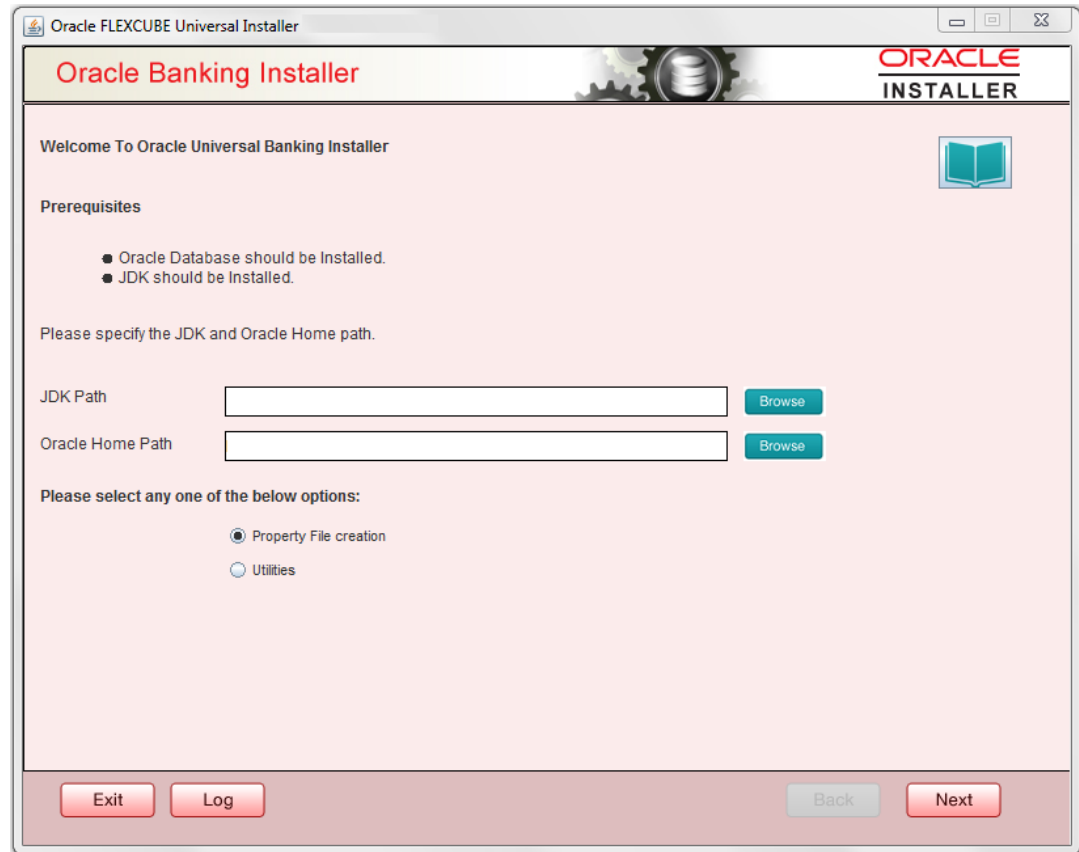 Oracle FLEXCUBE Universal Installer
Oracle Banking Installer
ORACLE
INSTALLER
Welcome To Oracle Universal Banking Installer
Prerequisites
Oracle Database should be Installed.
JDK should be Installed.
Please specify the JDK and Oracle Home path.
JDK Path
Browse
Oracle Home Path
Browse
Please select any one of the below options:
Property File creation
Utilities
Exit
Log
Back
Next